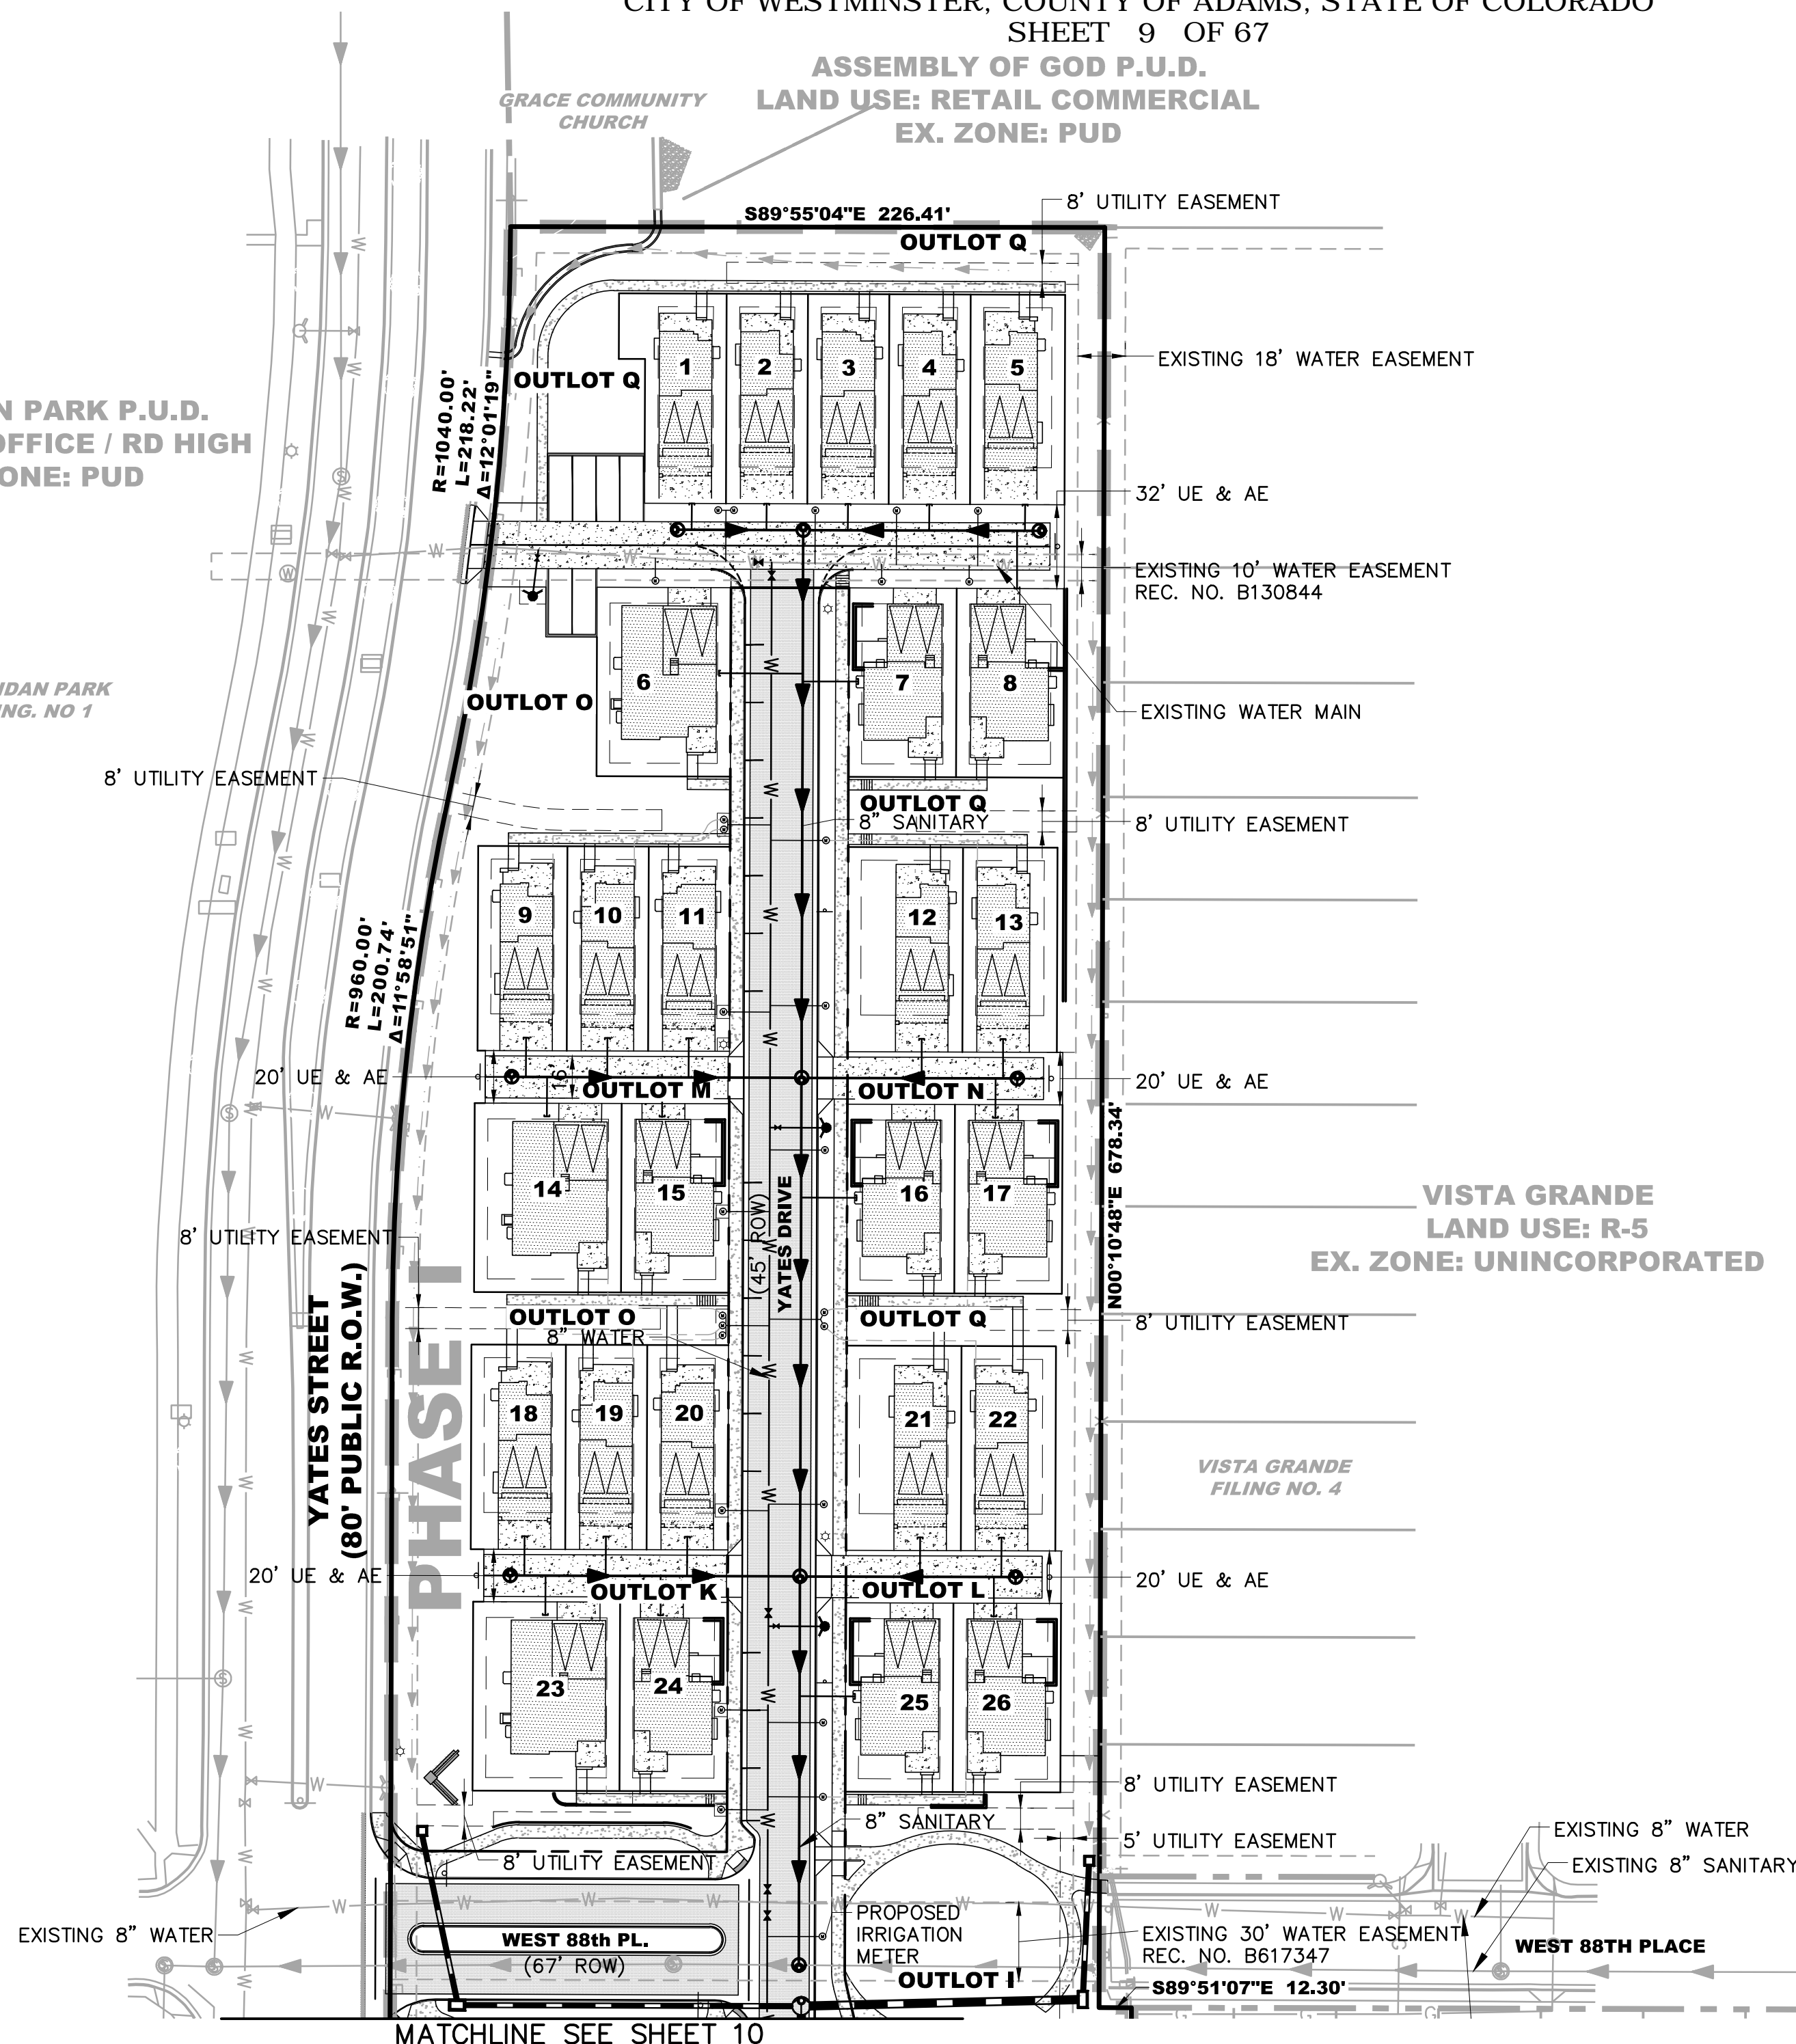 CITY OF WESTMINSTER, COUNTY OF ADAMS, STATE OF COLORADO
SHEET 9 OF 67
ASSEMBLY OF GOD P.U.D.
LAND USE: RETAIL COMMERCIAL
EX. ZONE: PUD
GRACE COMMUNITY
CHURCH
8' UTILITY EASEMENT
S89°55'04"E 226.41'
OUTLOT Q
EXISTING 18' WATER EASEMENT
1
2
3
4
5
OUTLOT Q
R=1040.00'
L=218.22'
Δ=12°01'19"
N PARK P.U.D.
OFFICE / RD HIGH
ONE: PUD
32' UE & AE
EXISTING 10' WATER EASEMENT
REC. NO. B130844
6
7
8
OUTLOT O
IDAN PARK
ING. NO 1
EXISTING WATER MAIN
8' UTILITY EASEMENT
OUTLOT Q
8" SANITARY
8' UTILITY EASEMENT
9
10
11
12
13
R=960.00'
L=200.74'
Δ=11°58'51"
20' UE & AE
16'
OUTLOT M
OUTLOT N
20' UE & AE
N00°10'48"E 678.34'
14
15
16
17
(45' ROW)
YATES DRIVE
VISTA GRANDE
LAND USE: R-5
EX. ZONE: UNINCORPORATED
8' UTILITY EASEMENT
OUTLOT O
OUTLOT Q
8' UTILITY EASEMENT
8" WATER
YATES STREET
(80' PUBLIC R.O.W.)
PHASE I
18
19
20
21
22
VISTA GRANDE
FILING NO. 4
20' UE & AE
OUTLOT K
OUTLOT L
20' UE & AE
23
24
25
26
8' UTILITY EASEMENT
8" SANITARY
5' UTILITY EASEMENT
EXISTING 8" WATER
8' UTILITY EASEMENT
EXISTING 8" SANITARY
EXISTING 8" WATER
PROPOSED
IRRIGATION
METER
EXISTING 30' WATER EASEMENT
REC. NO. B617347
WEST 88th PL.
(67' ROW)
WEST 88TH PLACE
OUTLOT I
S89°51'07"E 12.30'
MATCHLINE SEE SHEET 10